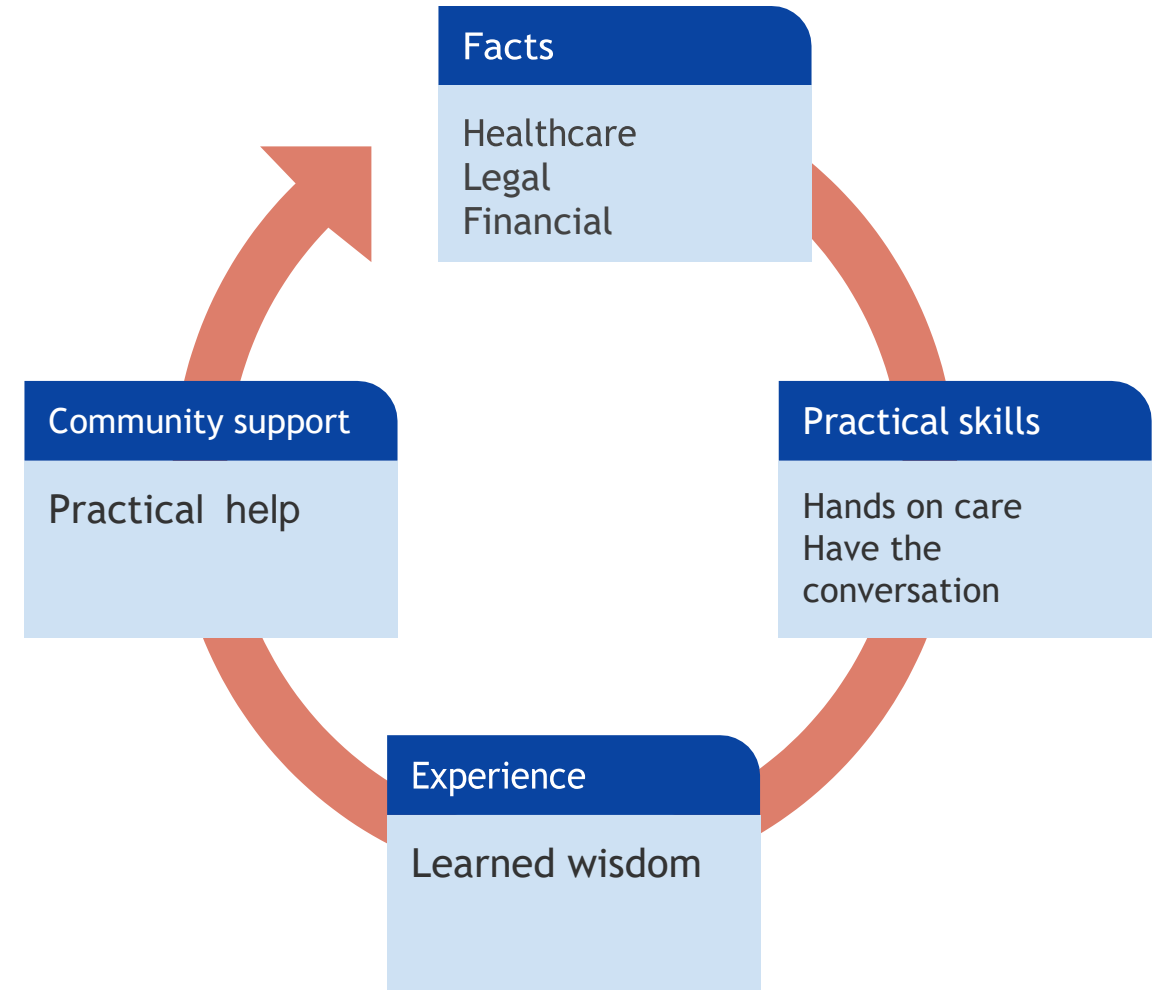 Facts
Healthcare
Legal
Financial
Community support
Practical help
Practical skills
Hands on care
Have the
conversation
Experience
Learned wisdom